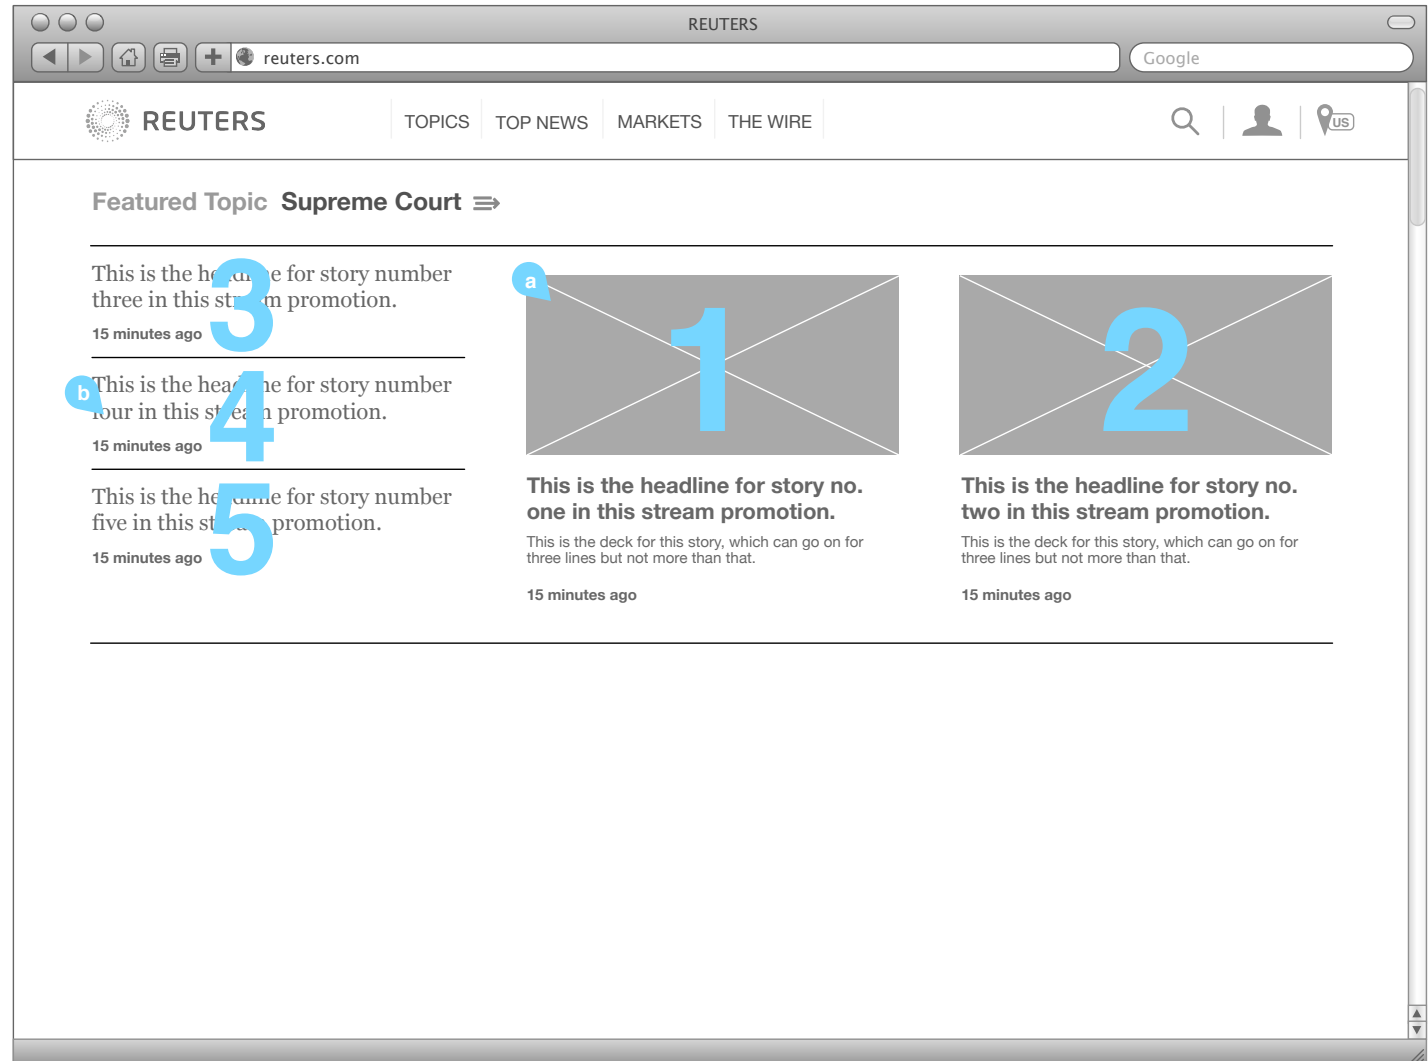 REUTERS
reuters.com
Google
REUTERS
TOPICS
TOP NEWS
MARKETS
THE WIRE
US
Featured Topic Supreme Court
3
This is the headline for story number
three in this stream promotion.
15 minutes ago
4
b
This is the headline for story number
four in this stream promotion.
15 minutes ago
5
This is the headline for story number
five in this stream promotion.
15 minutes ago
a
1
This is the headline for story no.
one in this stream promotion.
This is the deck for this story, which can go on for
three lines but not more than that.
15 minutes ago
2
This is the headline for story no.
two in this stream promotion.
This is the deck for this story, which can go on for
three lines but not more than that.
15 minutes ago